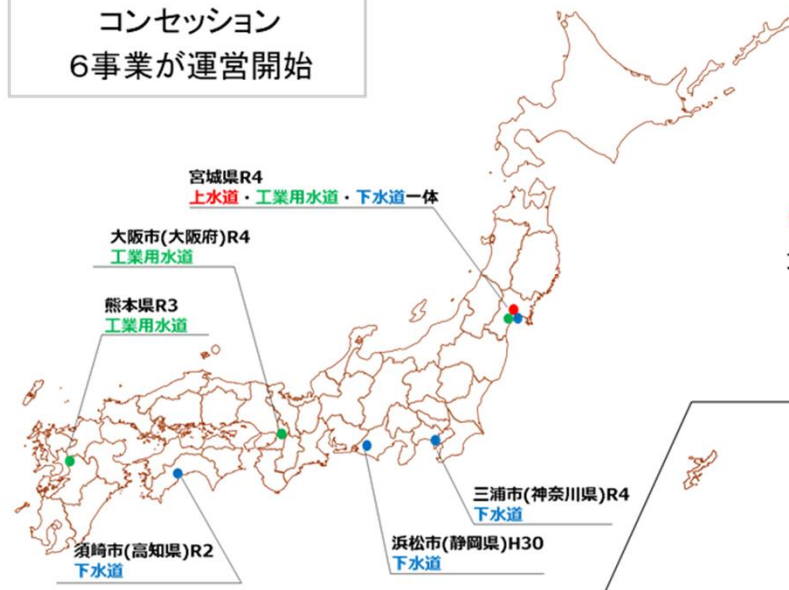 コンセッション
6事業が運営開始
宮城県R4
上水道・工業用水道・下水道一体
大阪市(大阪府)R4
工業用水道
熊本県R3
工業用水道
三浦市(神奈川県)R4
下水道
浜松市(静岡県)H30
下水道
須崎市(高知県)R2
下水道